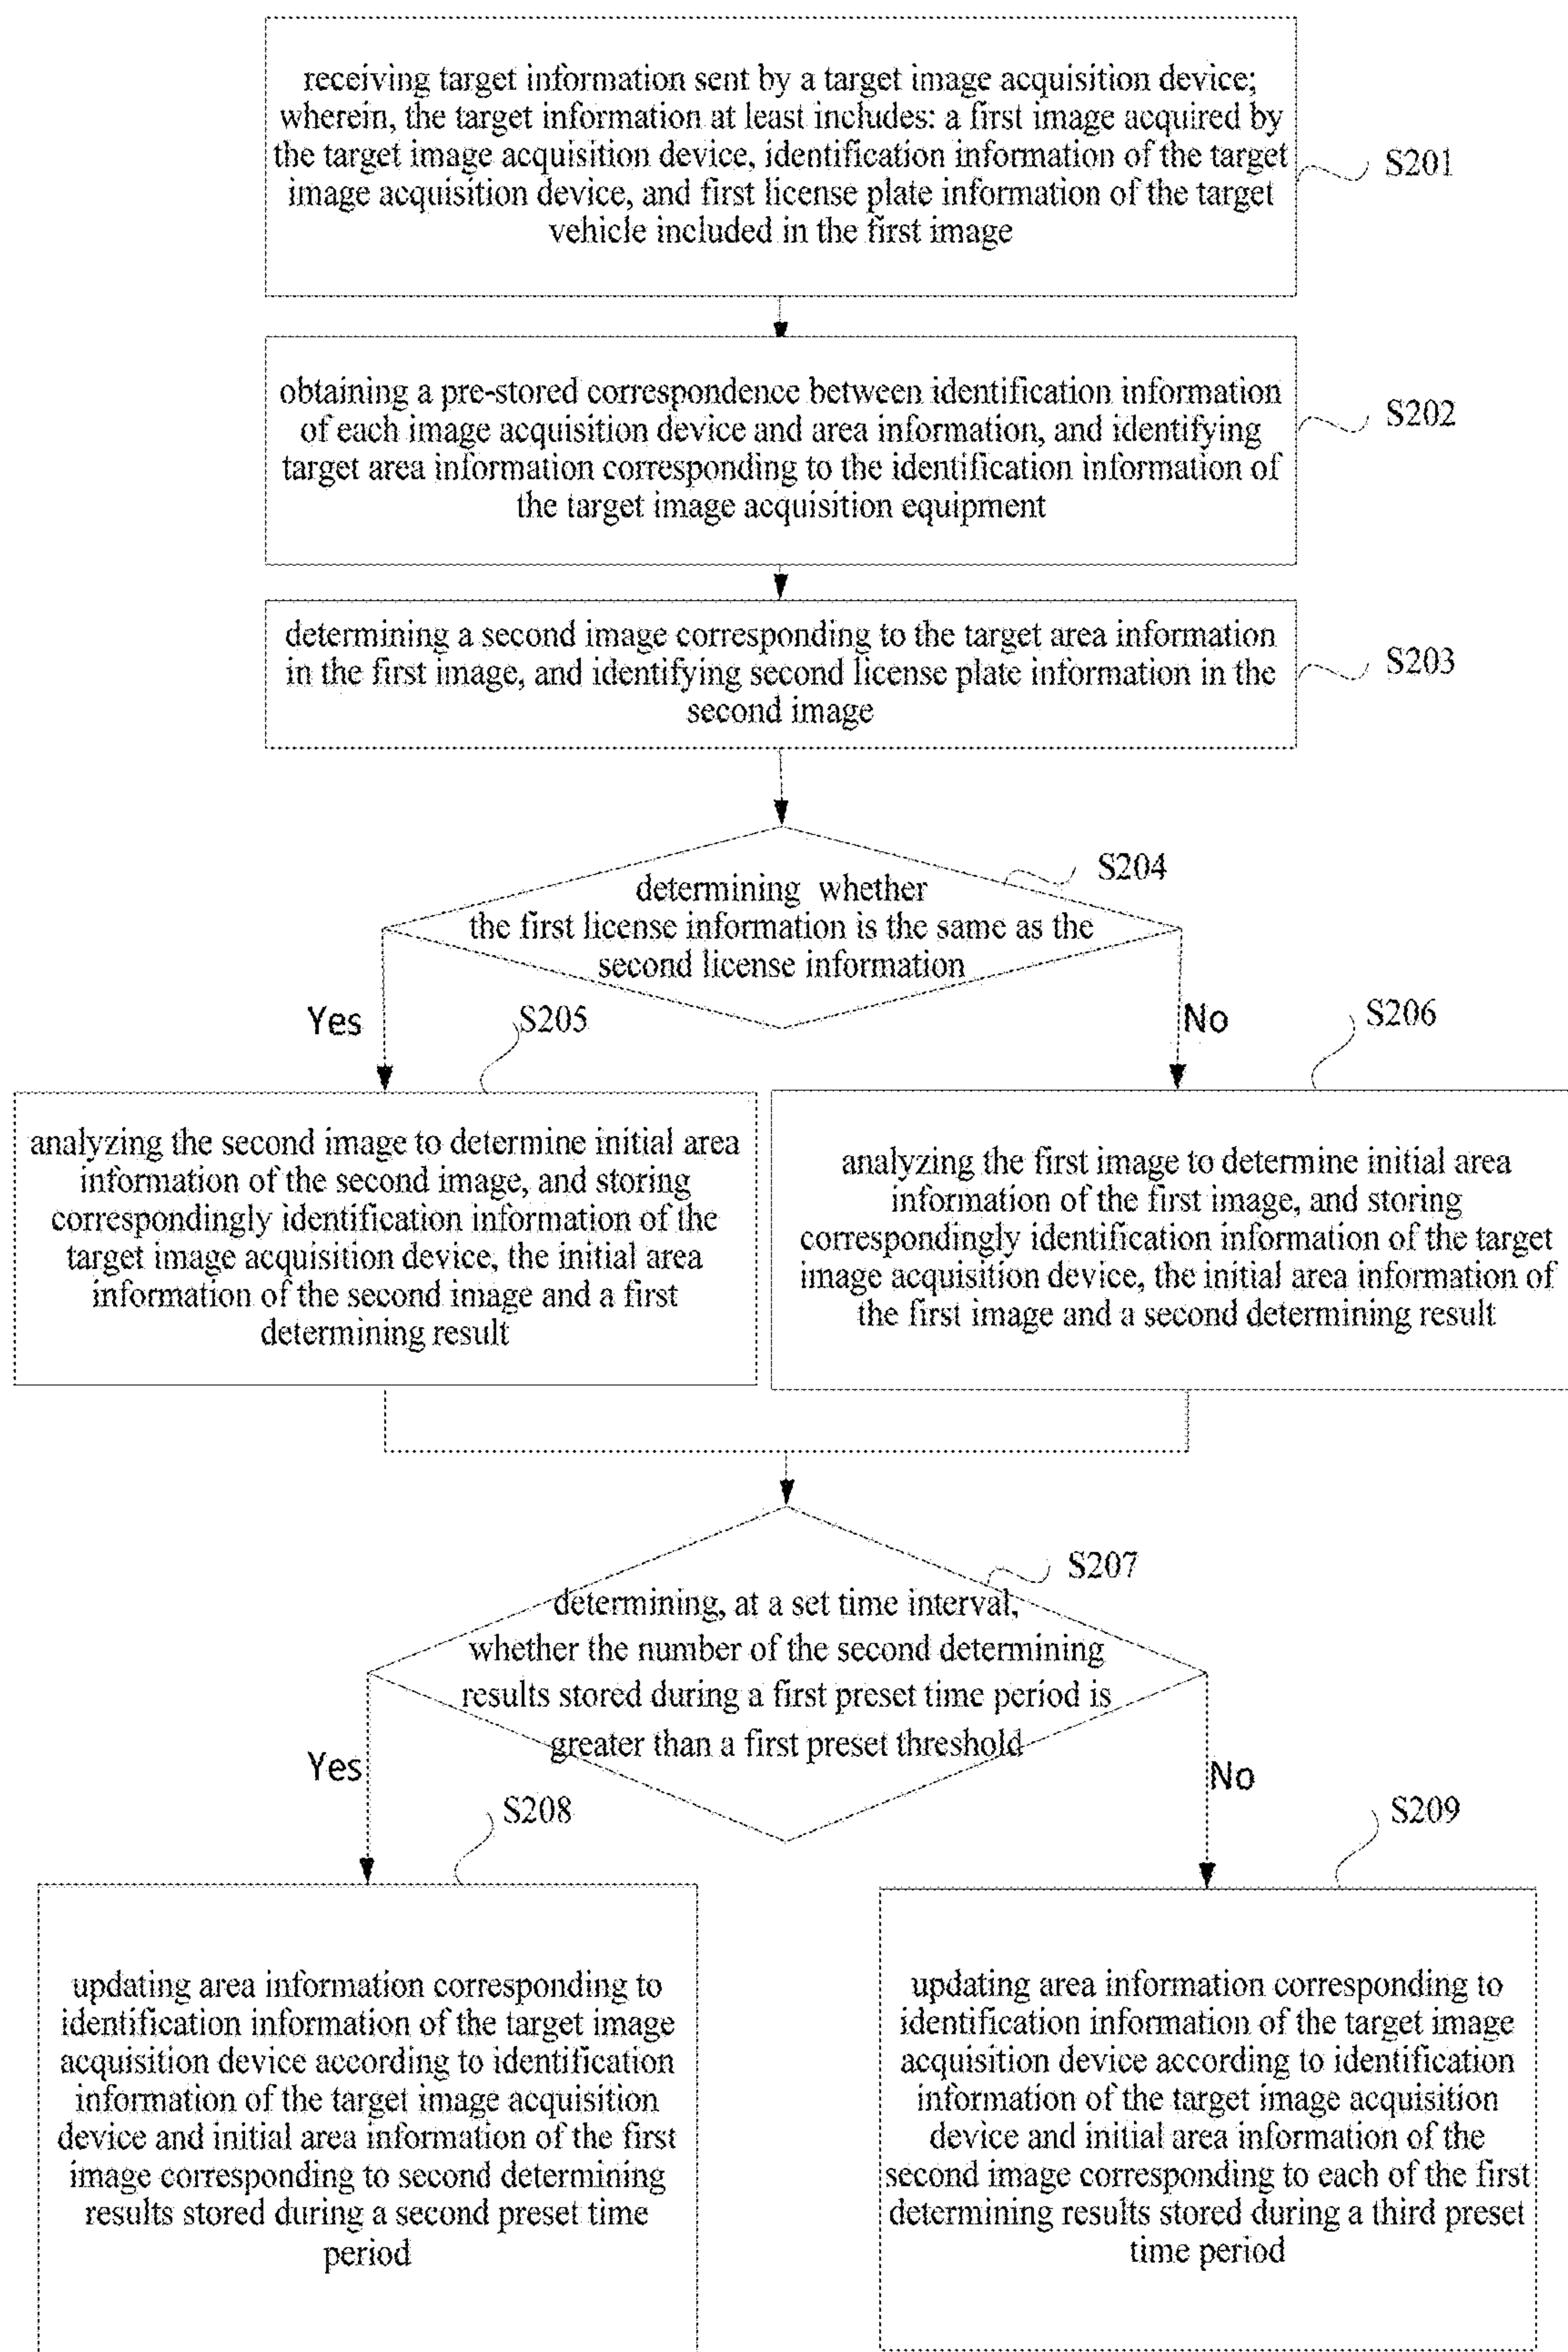 receiving target information sent by a target image acquisition device;
wherein, the target information at least includes: a first image acquired by
the target image acquisition device, identification information of the target
image acquisition device, and first license plate information of the target
vehicle included in the first image
S201
obtaining a pre-stored correspondence between identification information
of each image acquisition device and area information, and identifying
target area information corresponding to the identification information of
the target image acquisition equipment
S202
determining a second image corresponding to the target area information
in the first image, and identifying second license plate information in the
second image
S203
S204
determining whether
the first license information is the same as the
second license information
Yes
S205
No
S206
analyzing the second image to determine initial area
information of the second image, and storing
correspondingly identification information of the
target image acquisition device, the initial area
information of the second image and a first
determining result
analyzing the first image to determine initial area
information of the first image, and storing
correspondingly identification information of the target
image acquisition device, the initial area information of
the first image and a second determining result
S207
determining, at a set time interval,
whether the number of the second determining
results stored during a first preset time period is
greater than a first preset threshold
Yes
No
S208
S209
updating area information corresponding to
identification information of the target image
acquisition device according to identification
information of the target image acquisition
device and initial area information of the first
image corresponding to second determining
results stored during a second preset time
period
updating area information corresponding to
identification information of the target image
acquisition device according to identification
information of the target image acquisition
device and initial area information of the
second image corresponding to each of the first
determining results stored during a third preset
time period